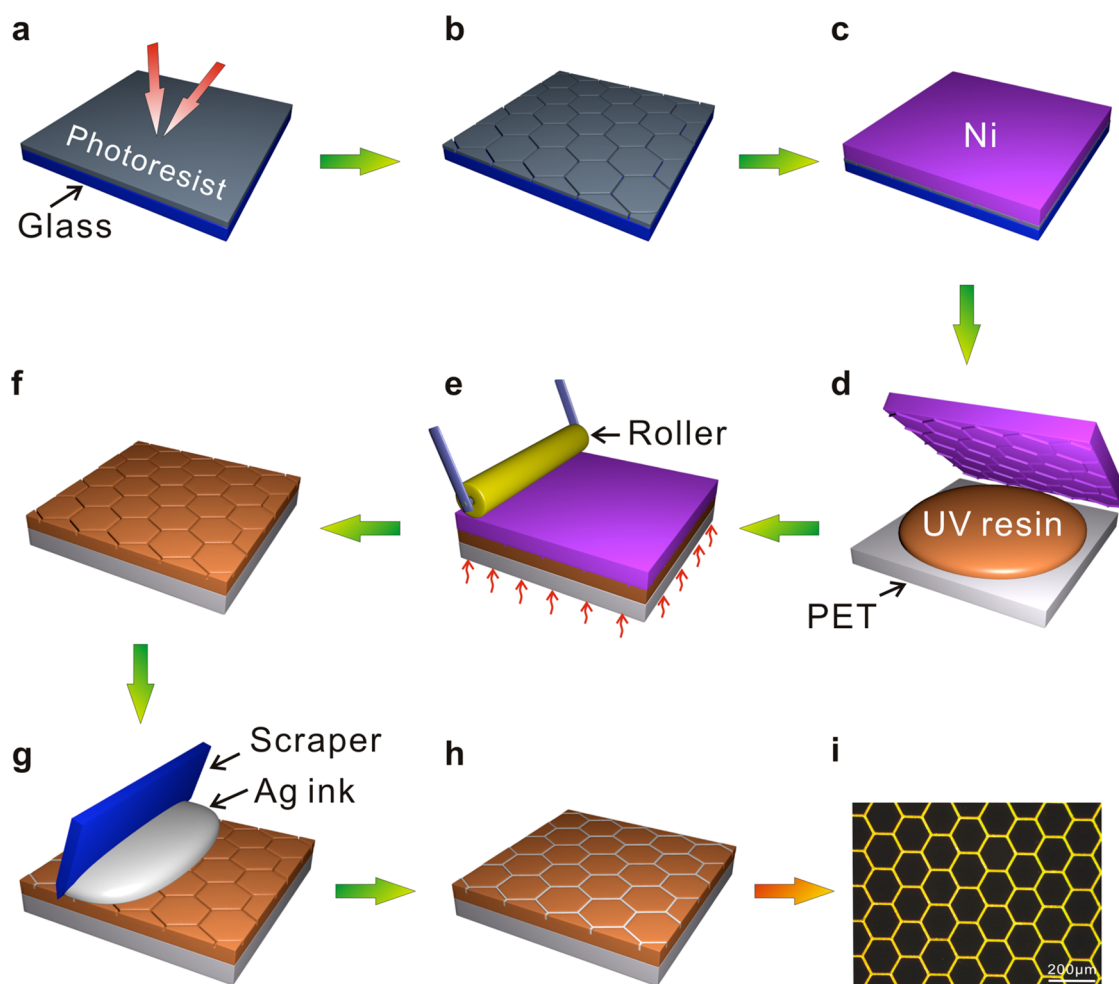 a
b
c
Photoresist
Glass
Ni
f
e
d
Roller
UV resin
PET
g
Scraper
Ag ink
h
i
200μm